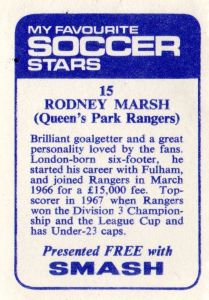 MY FAVOURITE
SOCCER
STARS
15
RODNEY MARSH
(Queen's Park Rangers)
Brilliant goalgetter and a great
personality loved by the fans.
London-born six-footer, he
started his career with Fulham,
and joined Rangers in March
1966 for a £15,000 fee. Top-
scorer in 1967 when Rangers
won the Division 3 Champion-
ship and the League Cup and
has Under-23 caps.
Presented FREE with
SMASH